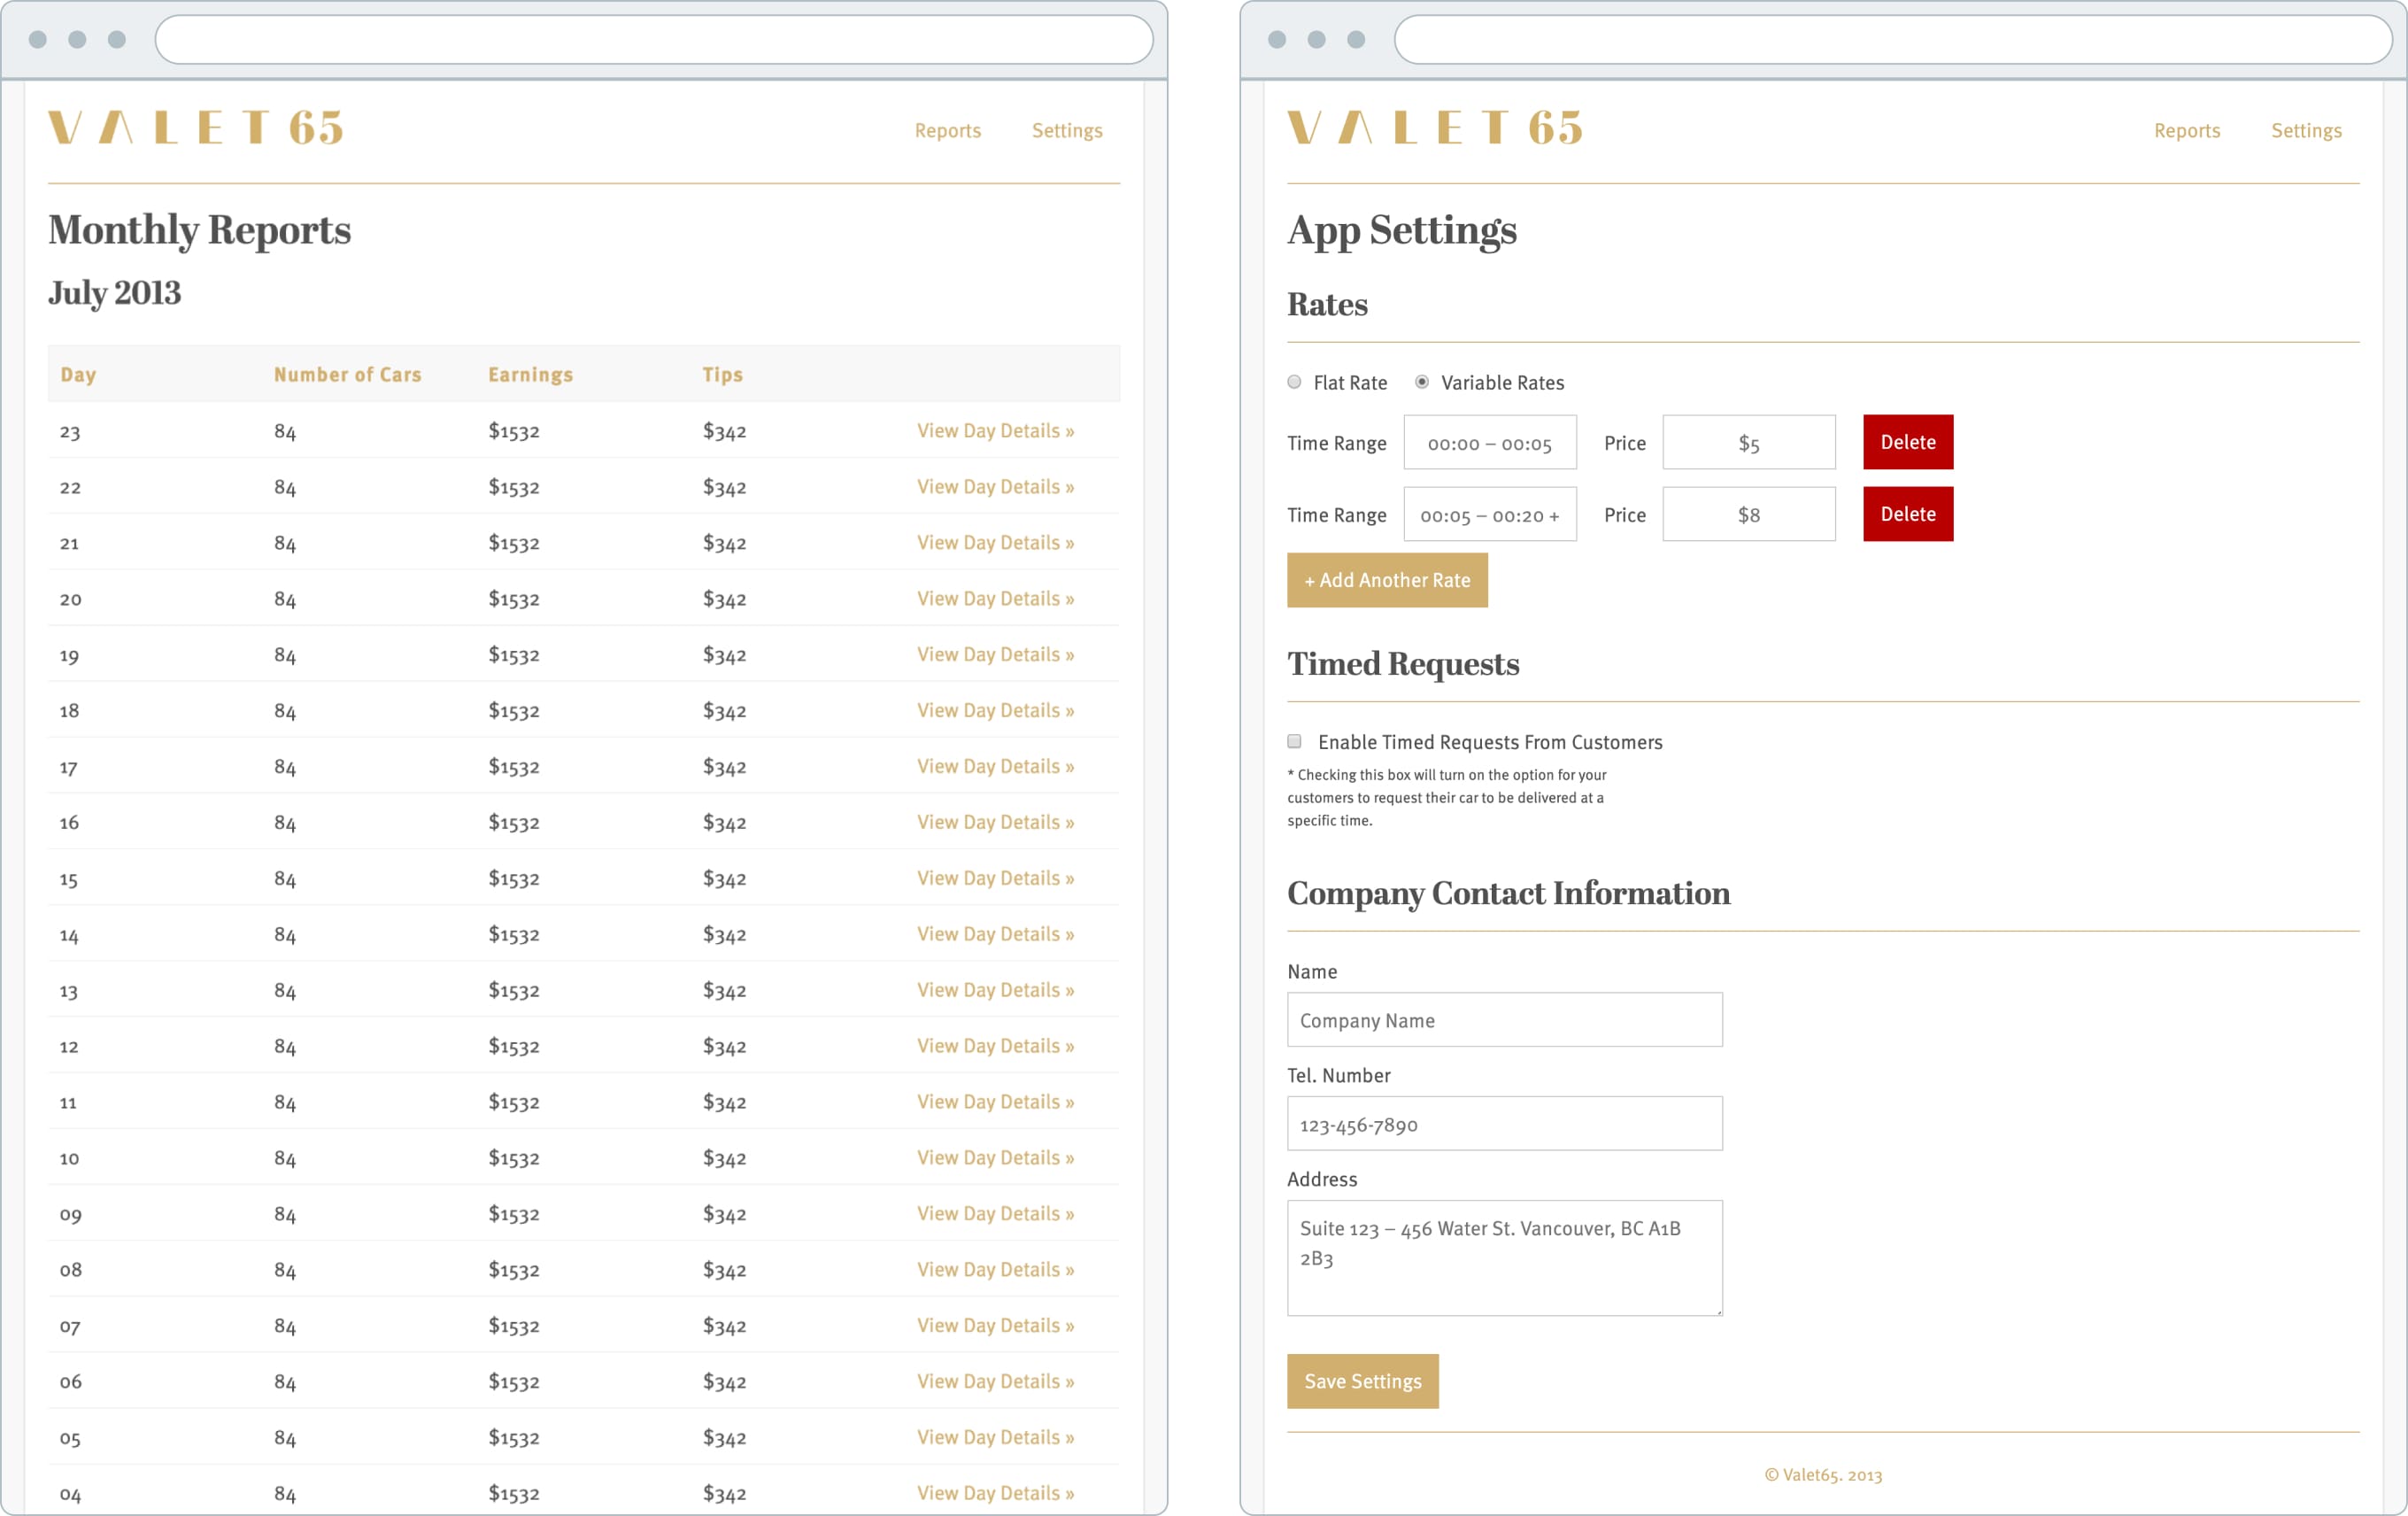 VALET 65
Reports Settings
Monthly Reports
July 2013
Day Number of Cars Earnings Tips
23 84 $1532 $342 View Day Details »
22 84 $1532 $342 View Day Details »
21 84 $1532 $342 View Day Details »
20 84 $1532 $342 View Day Details »
19 84 $1532 $342 View Day Details »
18 84 $1532 $342 View Day Details »
17 84 $1532 $342 View Day Details »
16 84 $1532 $342 View Day Details »
15 84 $1532 $342 View Day Details »
14 84 $1532 $342 View Day Details »
13 84 $1532 $342 View Day Details »
12 84 $1532 $342 View Day Details »
11 84 $1532 $342 View Day Details »
10 84 $1532 $342 View Day Details »
09 84 $1532 $342 View Day Details »
08 84 $1532 $342 View Day Details »
07 84 $1532 $342 View Day Details »
06 84 $1532 $342 View Day Details »
05 84 $1532 $342 View Day Details »
04 84 $1532 $342 View Day Details »
VALET 65
Reports Settings
App Settings
Rates
Flat Rate Variable Rates
Time Range 00:00 – 00:05 Price $5 Delete
Time Range 00:05 – 00:20 + Price $8 Delete
+ Add Another Rate
Timed Requests
Enable Timed Requests From Customers
* Checking this box will turn on the option for your
customers to request their car to be delivered at a
specific time.
Company Contact Information
Name
Company Name
Tel. Number
123-456-7890
Address
Suite 123 – 456 Water St. Vancouver, BC A1B
2B3
Save Settings
© Valet65. 2013